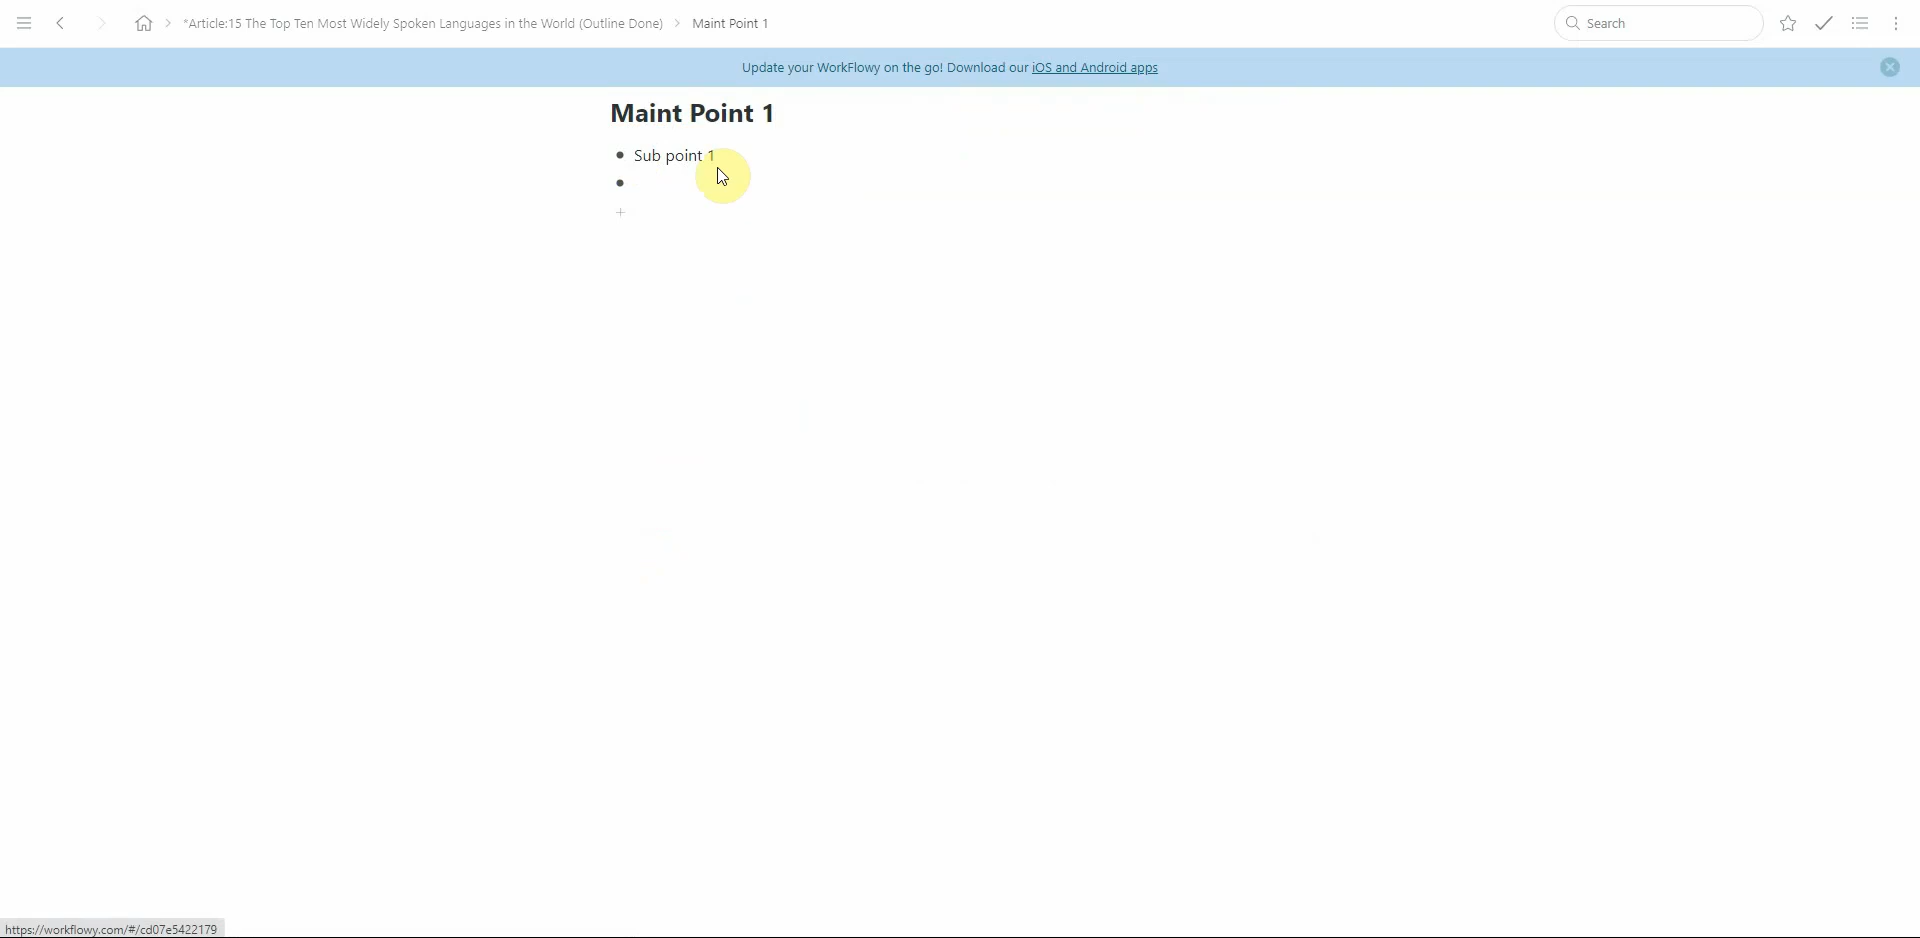 *Article:15 The Top Ten Most Widely Spoken Languages in the World (Outline Done) > Maint Point 1
Search
Update your WorkFlowy on the go! Download our iOS and Android apps
Maint Point 1
Sub point 1
https://workflowy.com/#/cd07e5422179